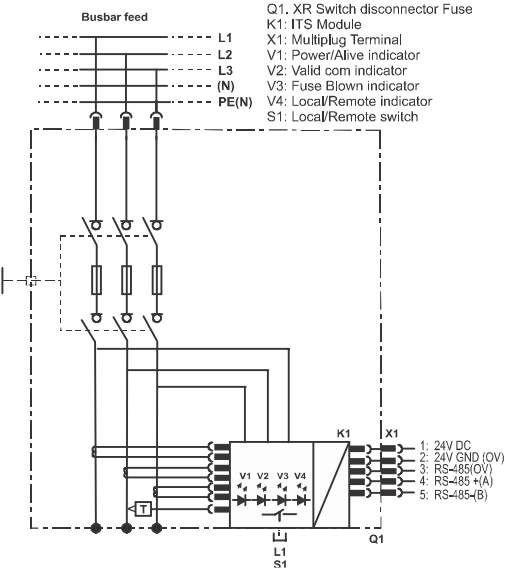 Busbar feed
Q1. XR Switch disconnector Fuse
K1: ITS Module
X1: Multiplug Terminal
V1: Power/Alive indicator
V2: Valid com indicator
V3: Fuse Blown indicator
V4: Local/Remote indicator
S1: Local/Remote switch
L1
L2
L3
(N)
PE(N)
K1
X1
1: 24V DC
2: 24V GND (OV)
3: RS-485(OV)
4: RS-485 +(A)
5: RS-485-(B)
V1 V2 V3 V4
T
Q1
L1
S1